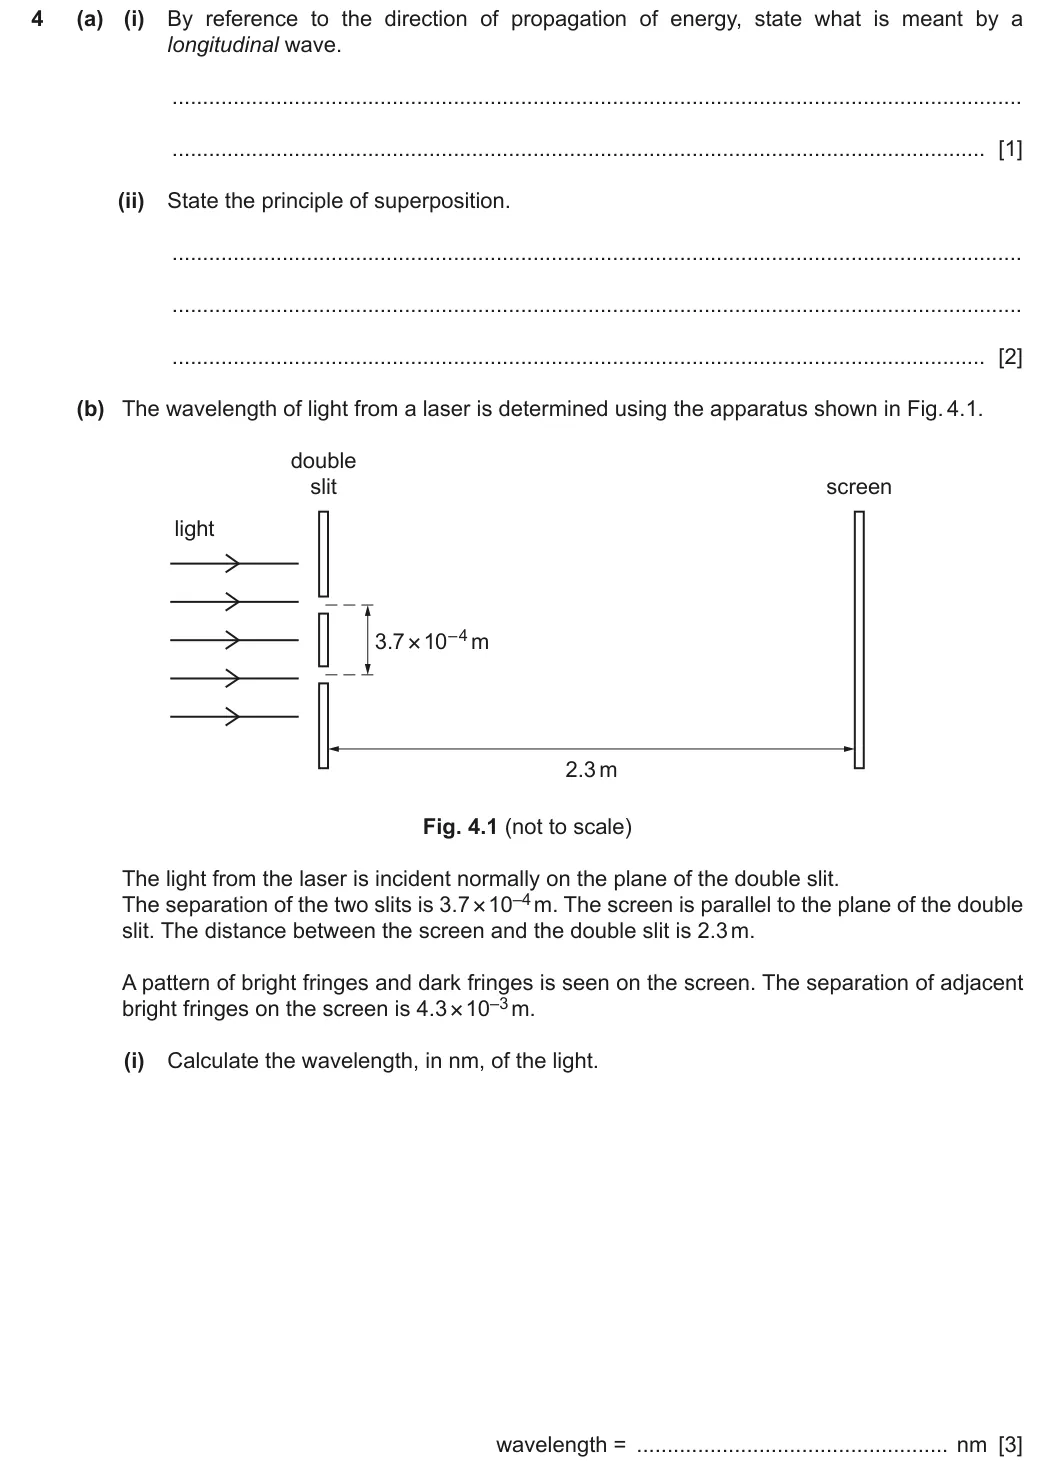 4 (a) (i) By reference to the direction of propagation of energy, state what is meant by a
longitudinal wave.
..........................................................................................................................................
.................................................................................................................................... [1]
(ii) State the principle of superposition.
..........................................................................................................................................
..........................................................................................................................................
.................................................................................................................................... [2]
(b) The wavelength of light from a laser is determined using the apparatus shown in Fig. 4.1.
double
slit
screen
light
3.7 × 10⁻⁴ m
2.3 m
Fig. 4.1 (not to scale)
The light from the laser is incident normally on the plane of the double slit.
The separation of the two slits is 3.7 × 10⁻⁴ m. The screen is parallel to the plane of the double
slit. The distance between the screen and the double slit is 2.3 m.
A pattern of bright fringes and dark fringes is seen on the screen. The separation of adjacent
bright fringes on the screen is 4.3 × 10⁻³ m.
(i) Calculate the wavelength, in nm, of the light.
wavelength = .................................................. nm [3]